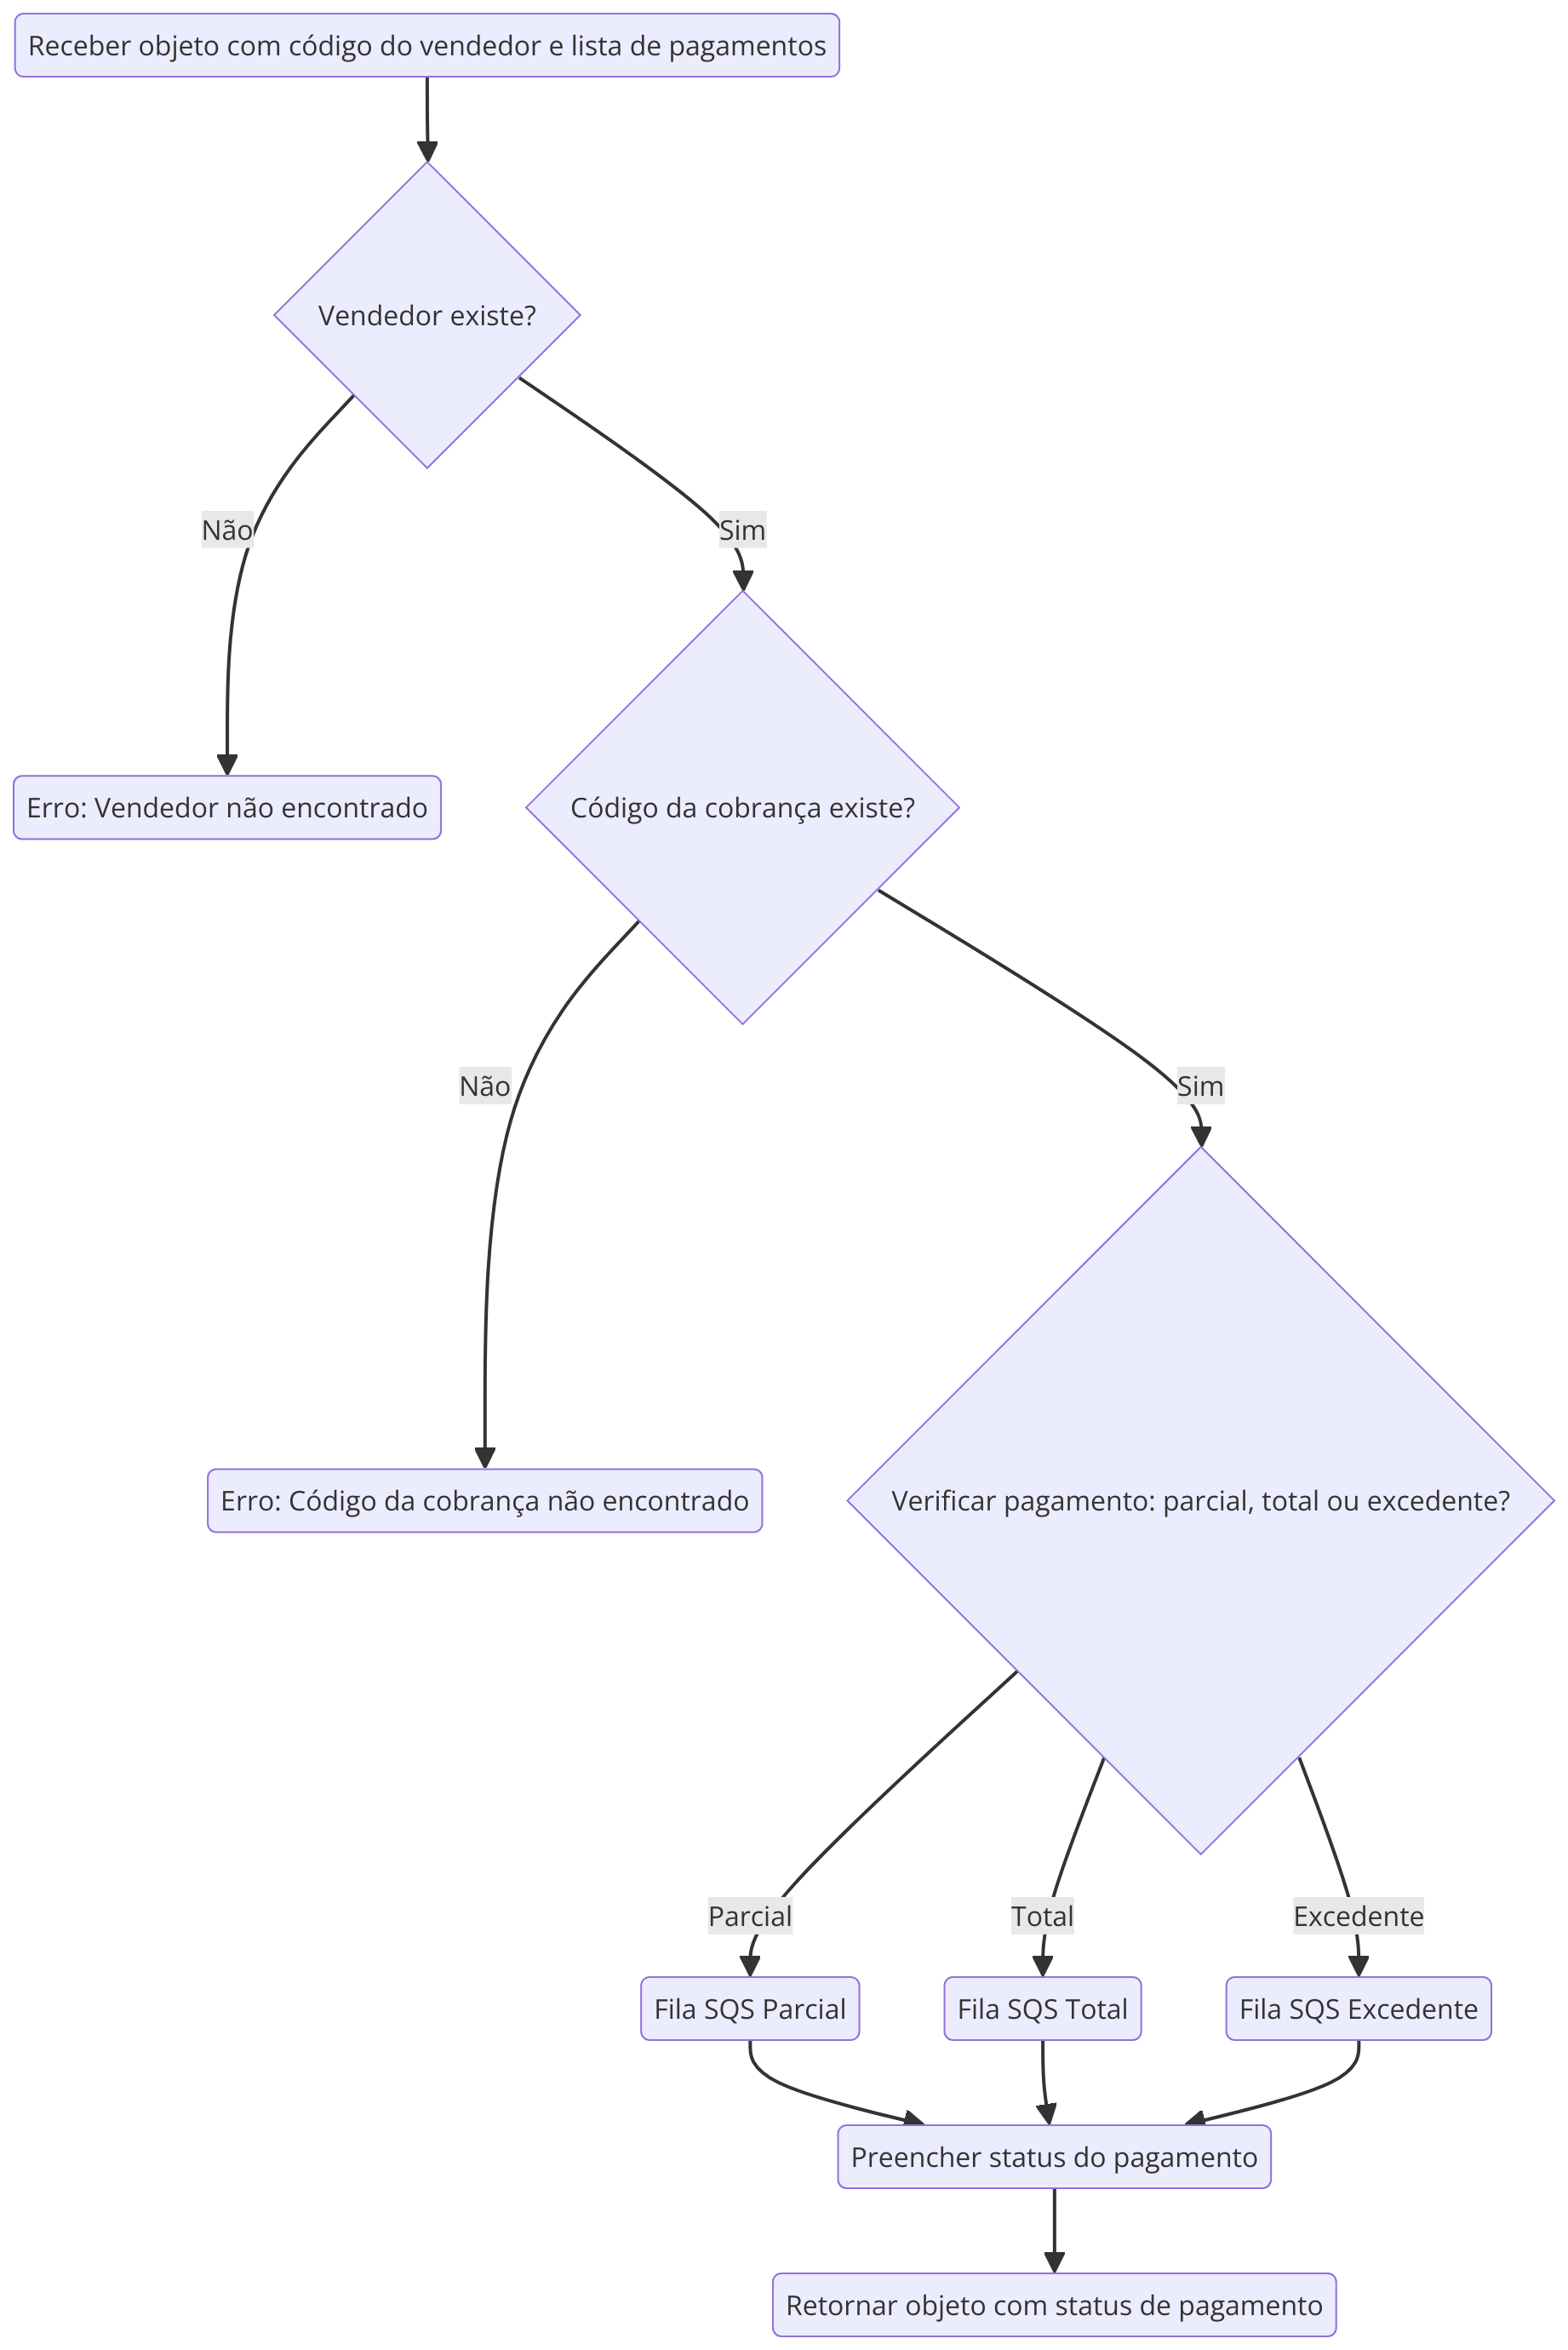 Receber objeto com código do vendedor e lista de pagamentos
Vendedor existe?
Não
Sim
Erro: Vendedor não encontrado
Código da cobrança existe?
Não
Sim
Erro: Código da cobrança não encontrado
Verificar pagamento: parcial, total ou excedente?
Parcial
Total
Excedente
Fila SQS Parcial
Fila SQS Total
Fila SQS Excedente
Preencher status do pagamento
Retornar objeto com status de pagamento